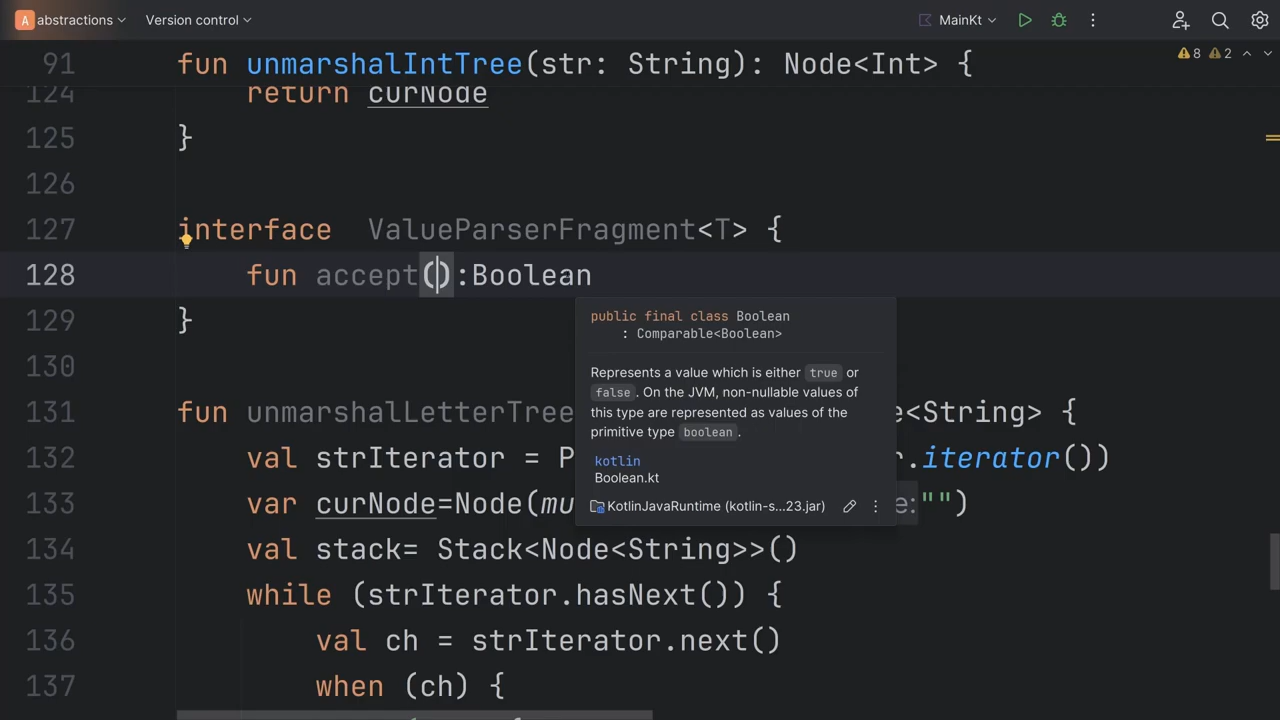 A abstractions Version control MainKt
91 fun unmarshalIntTree(str: String): Node<Int> { 8 2
124 return curNode
125 }
126
127 interface ValueParserFragment<T> {
128 fun accept():Boolean
129 }
public final class Boolean
: Comparable<Boolean>
130
Represents a value which is either true or
false. On the JVM, non-nullable values of
this type are represented as values of the
primitive type boolean.
kotlin
Boolean.kt
KotlinJavaRuntime (kotlin-s...23.jar)
131 fun unmarshalLetterTree e<String> {
132 val strIterator = P r.iterator())
133 var curNode=Node(mu e:"")
134 val stack= Stack<Node<String>>()
135 while (strIterator.hasNext()) {
136 val ch = strIterator.next()
137 when (ch) {